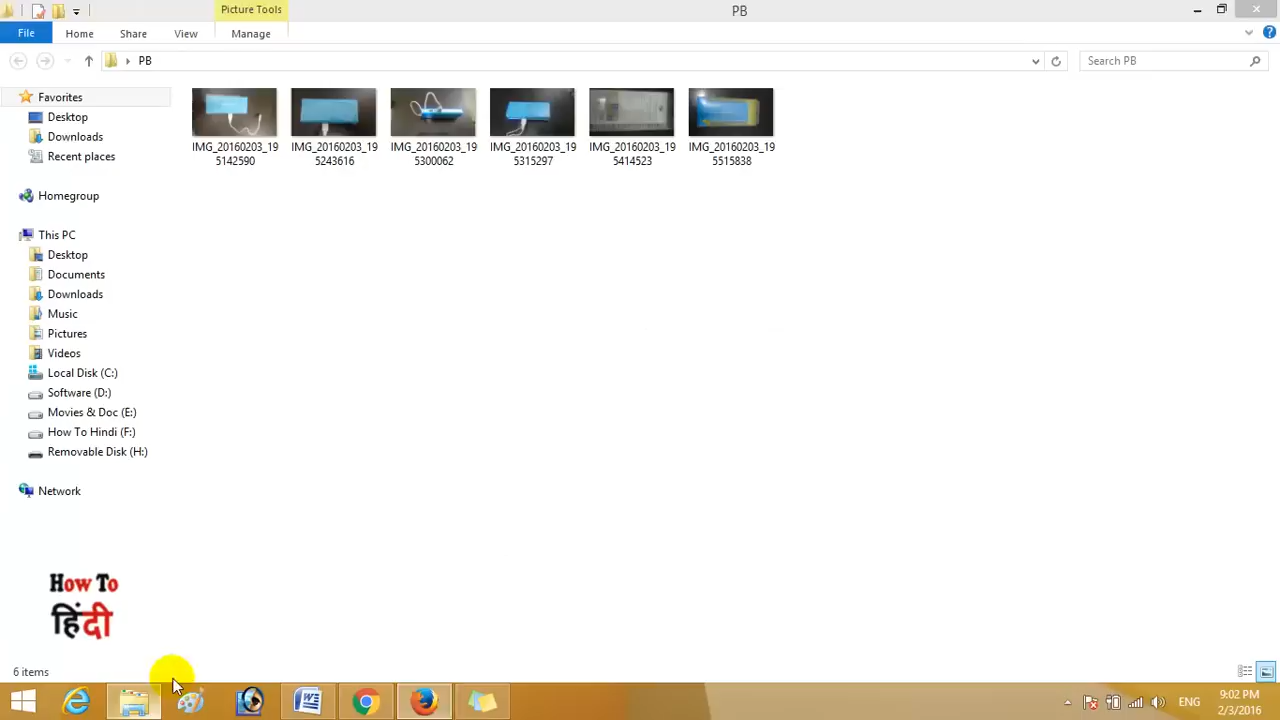 Picture Tools
PB
File
Home
Share
View
Manage
PB
Search PB
Favorites
Desktop
Downloads
Recent places
Homegroup
This PC
Desktop
Documents
Downloads
Music
Pictures
Videos
Local Disk (C:)
Software (D:)
Movies & Doc (E:)
How To Hindi (F:)
Removable Disk (H:)
Network
IMG_20160203_19
5142590
IMG_20160203_19
5243616
IMG_20160203_19
5300062
IMG_20160203_19
5315297
IMG_20160203_19
5414523
IMG_20160203_19
5515838
How To
हिंदी
6 items
ENG
9:02 PM
2/3/2016